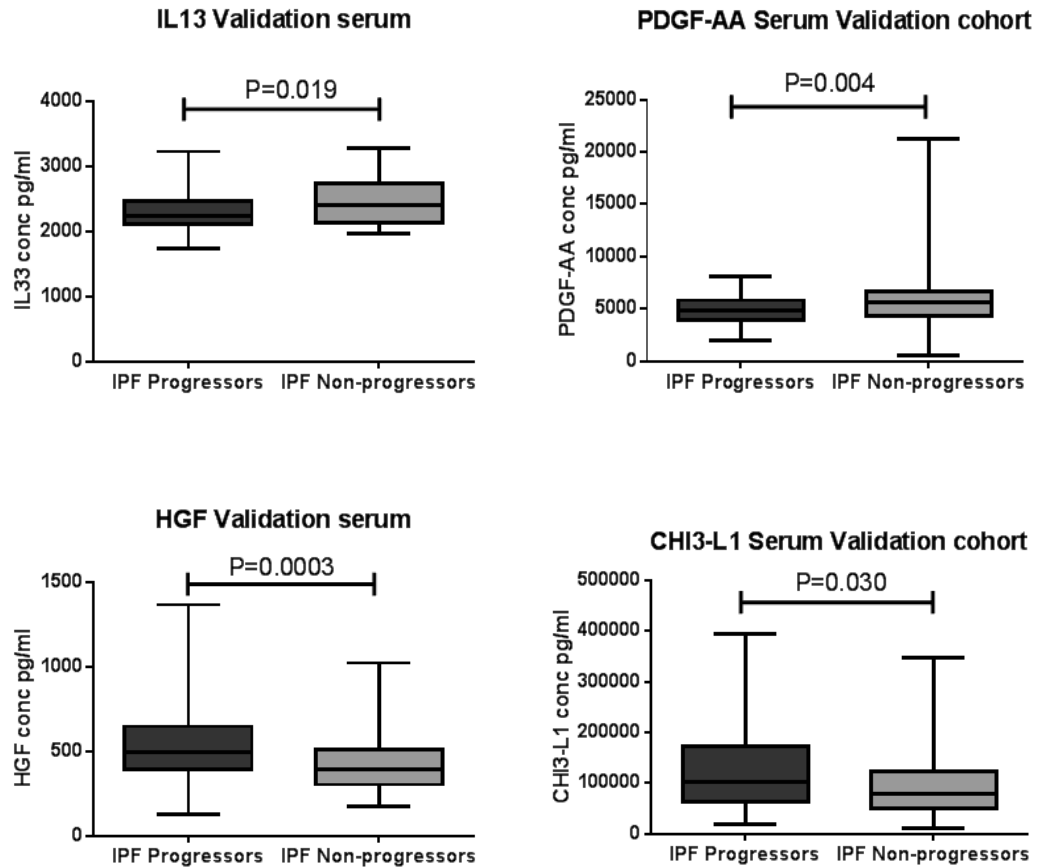 IL13 Validation serum
P=0.019
4000
3000
2000
1000
0
IL33 conc pg/ml
IPF Progressors
IPF Non-progressors
PDGF-AA Serum Validation cohort
P=0.004
25000
20000
15000
10000
5000
0
PDGF-AA conc pg/ml
IPF Progressors
IPF Non-progressors
HGF Validation serum
P=0.0003
1500
1000
500
0
HGF conc pg/ml
IPF Progressors
IPF Non-progressors
CHI3-L1 Serum Validation cohort
P=0.030
500000
400000
300000
200000
100000
0
CHI3-L1 conc pg/ml
IPF Progressors
IPF Non-progressors